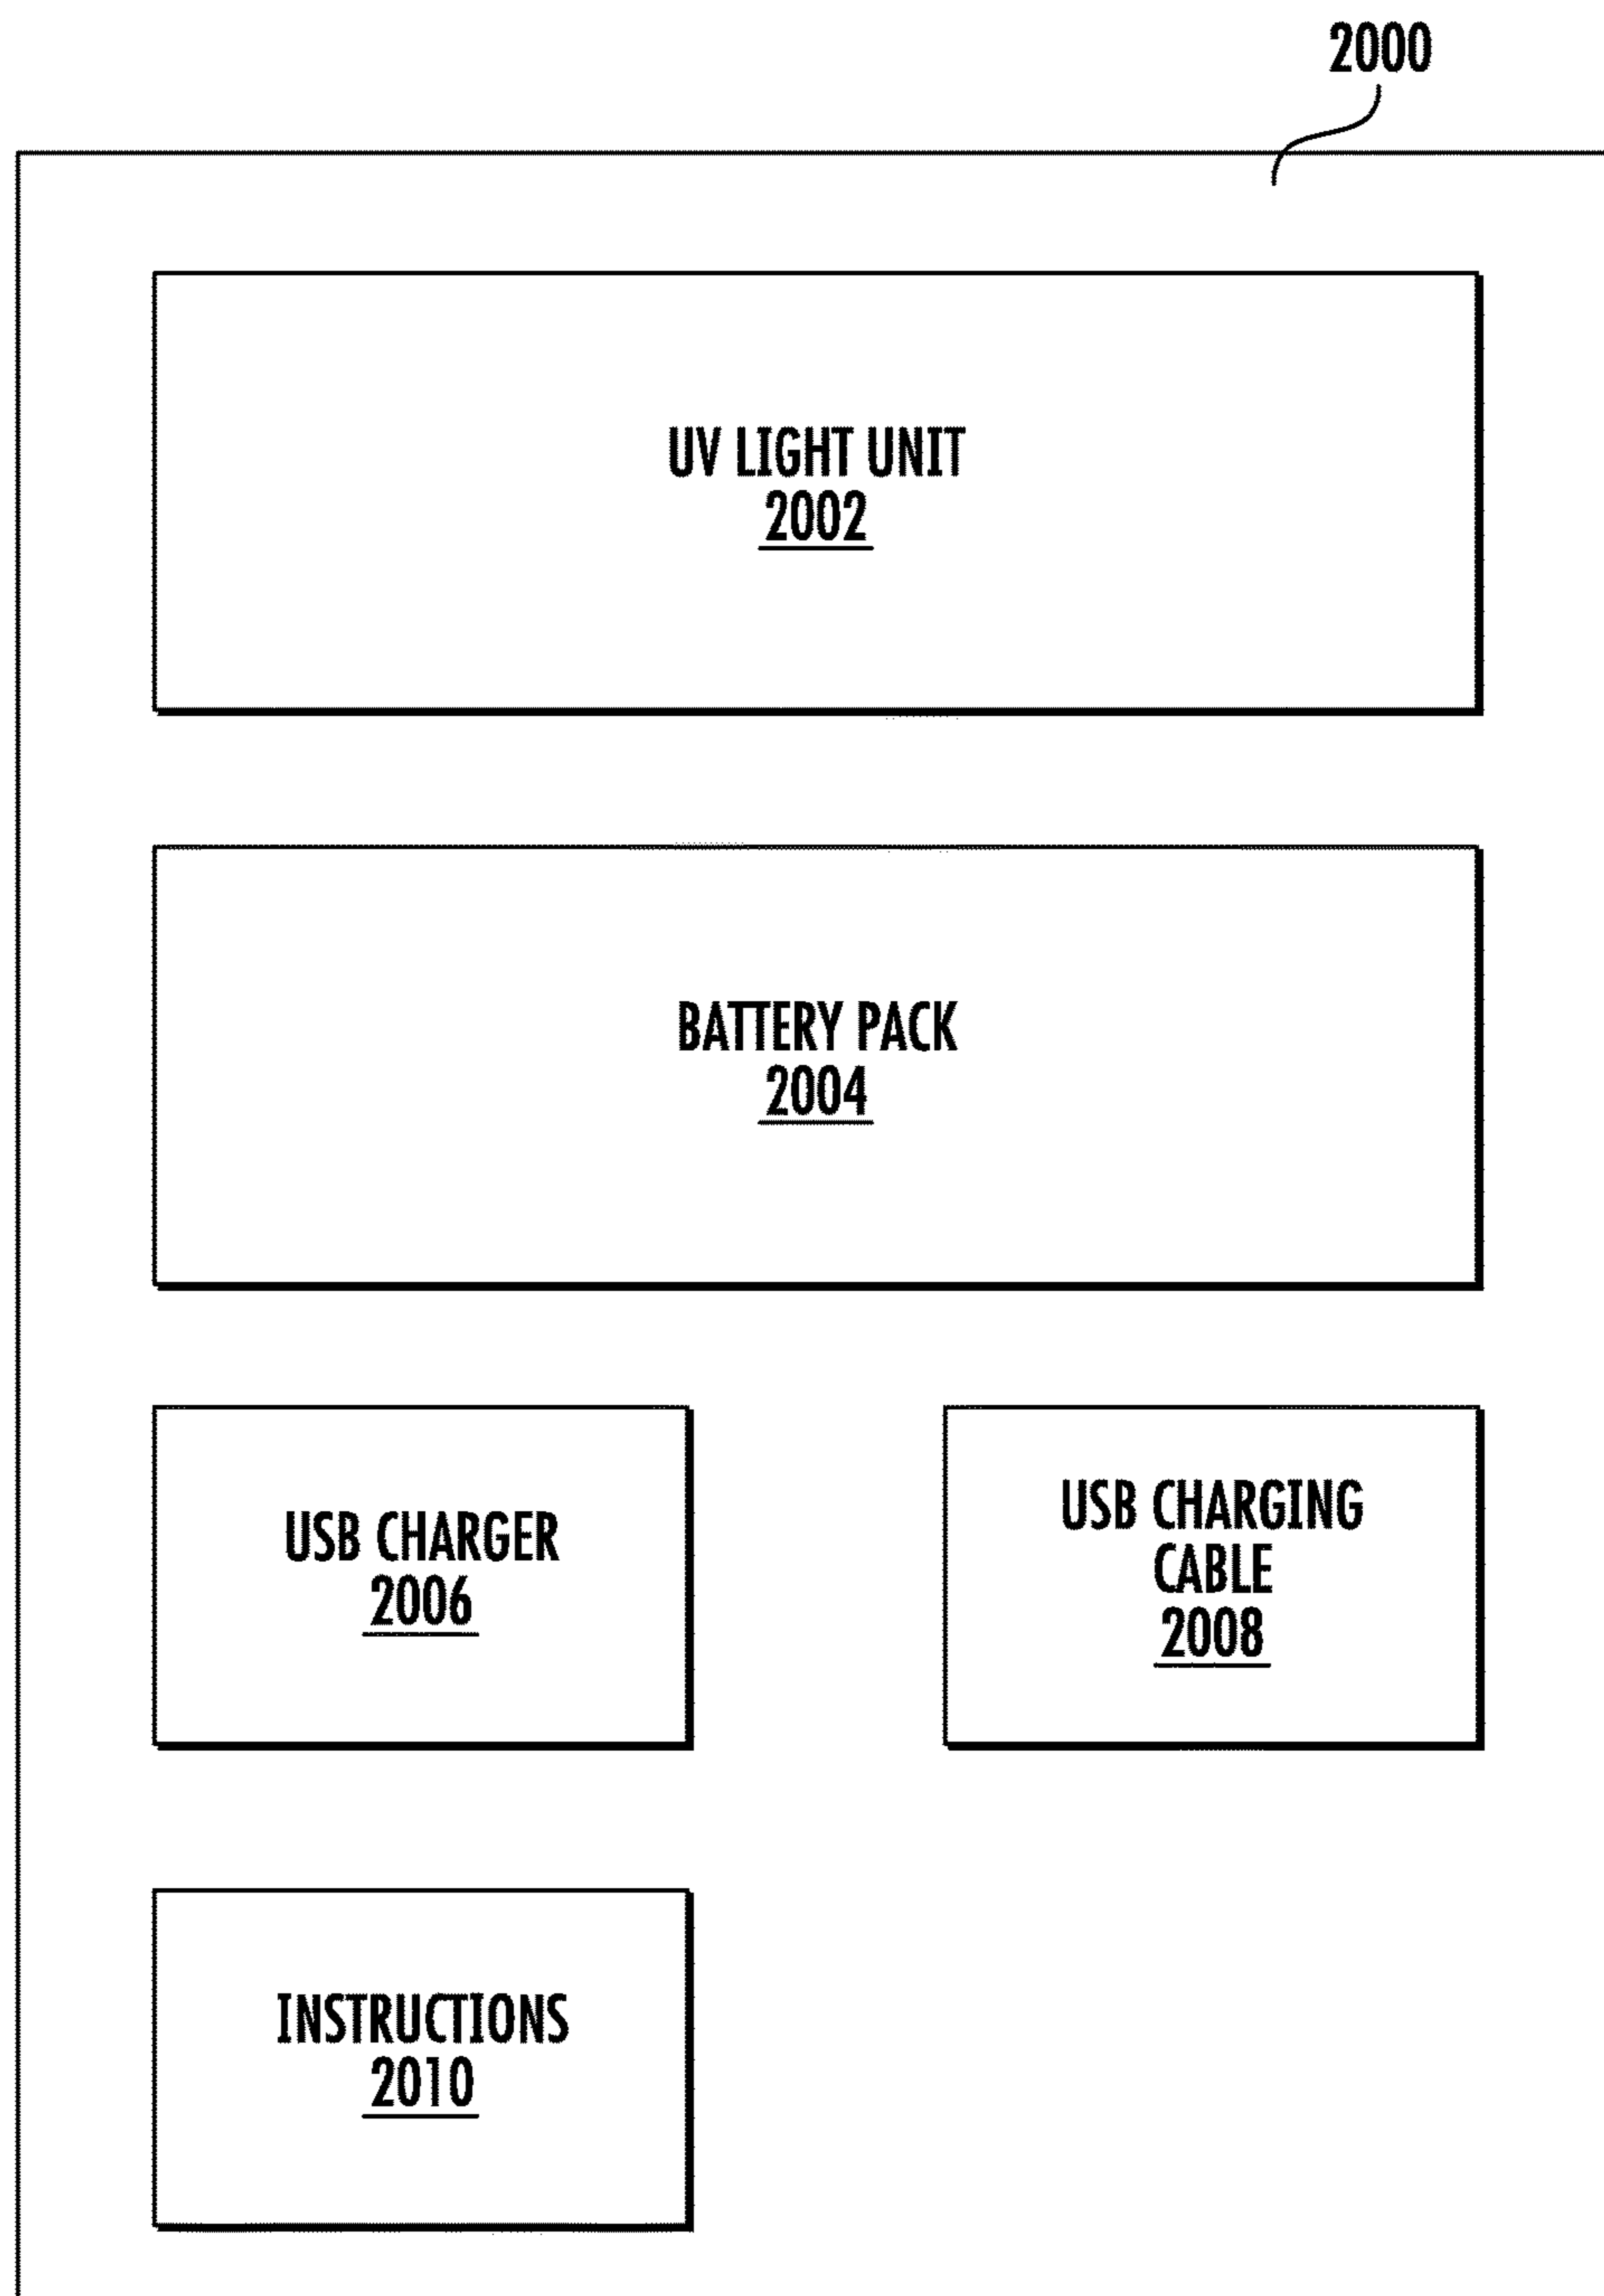 2000
UV LIGHT UNIT
2002
BATTERY PACK
2004
USB CHARGER
2006
USB CHARGING
CABLE
2008
INSTRUCTIONS
2010